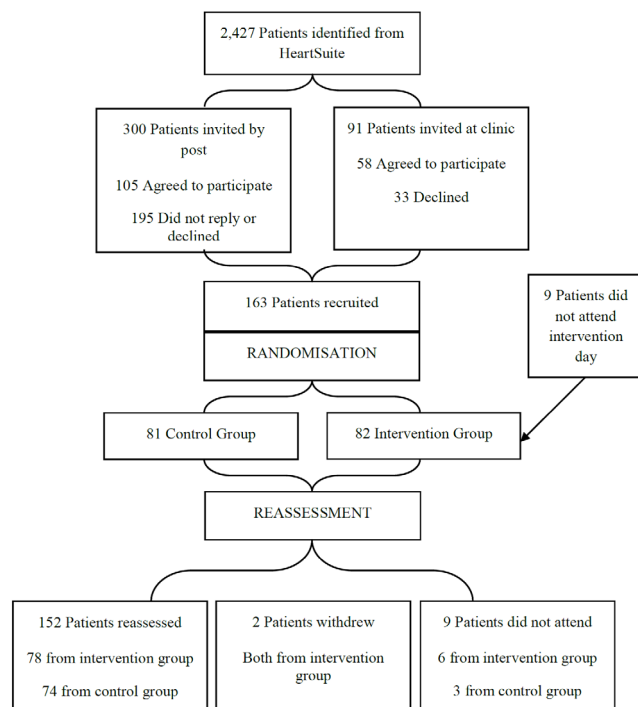 2,427 Patients identified from
HeartSuite
300 Patients invited by
post
105 Agreed to participate
195 Did not reply or
declined
91 Patients invited at clinic
58 Agreed to participate
33 Declined
163 Patients recruited
RANDOMISATION
9 Patients did
not attend
intervention
day
81 Control Group
82 Intervention Group
REASSESSMENT
152 Patients reassessed
78 from intervention group
74 from control group
2 Patients withdrew
Both from intervention
group
9 Patients did not attend
6 from intervention group
3 from control group